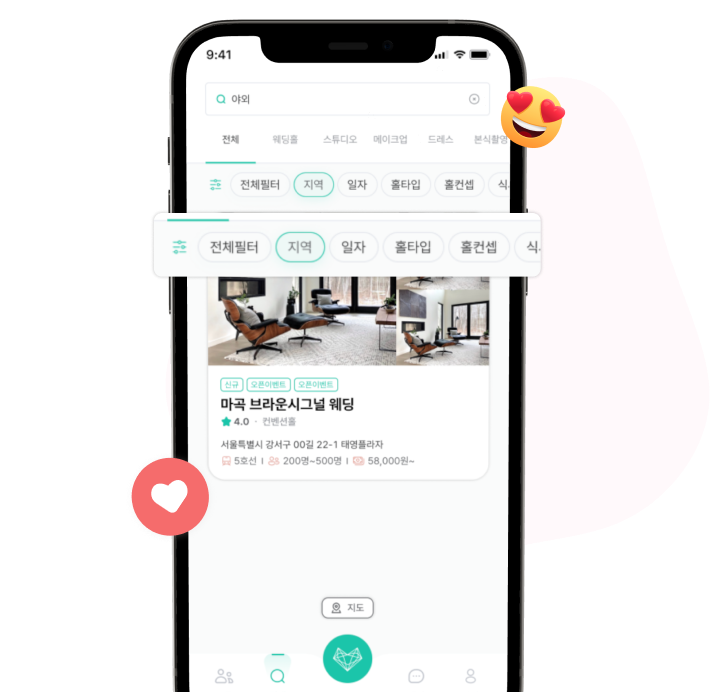 9:41
야외
전체 웨딩홀 스튜디오 메이크업 드레스 본식촬영
전체필터 지역 일자 홀타입 홀컨셉
전체필터 지역 일자 홀타입 홀컨셉
신규 오픈이벤트 오픈이벤트
마곡 브라운시그널 웨딩
4.0 · 컨벤션홀
서울특별시 강서구 00길 22-1 태영플라자
5호선 I 200명~500명 I 58,000원~
지도